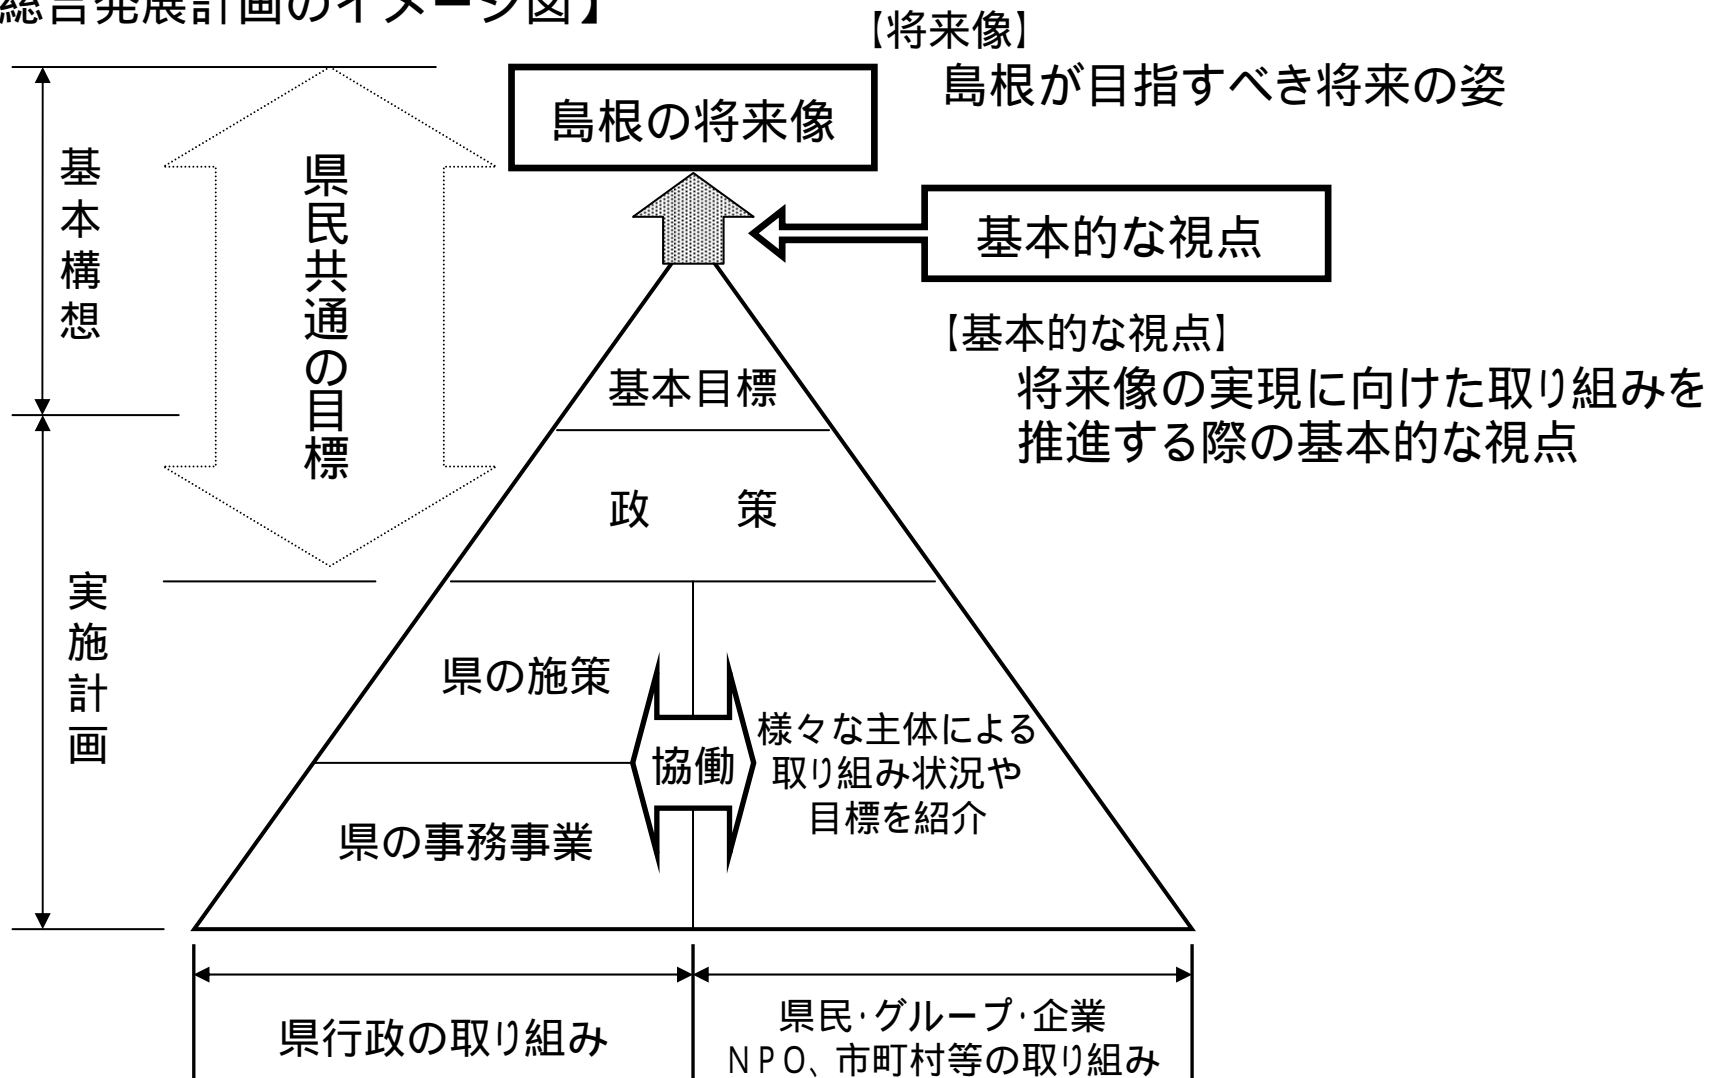 総合発展計画のイメージ図】
【将来像】
島根が目指すべき将来の姿
島根の将来像
基本的な視点
【基本的な視点】
将来像の実現に向けた取り組みを
推進する際の基本的な視点
基本構想
県民共通の目標
実施計画
基本目標
政　策
県の施策
県の事務事業
協働
様々な主体による
取り組み状況や
目標を紹介
県行政の取り組み
県民・グループ・企業
NPO、市町村等の取り組み